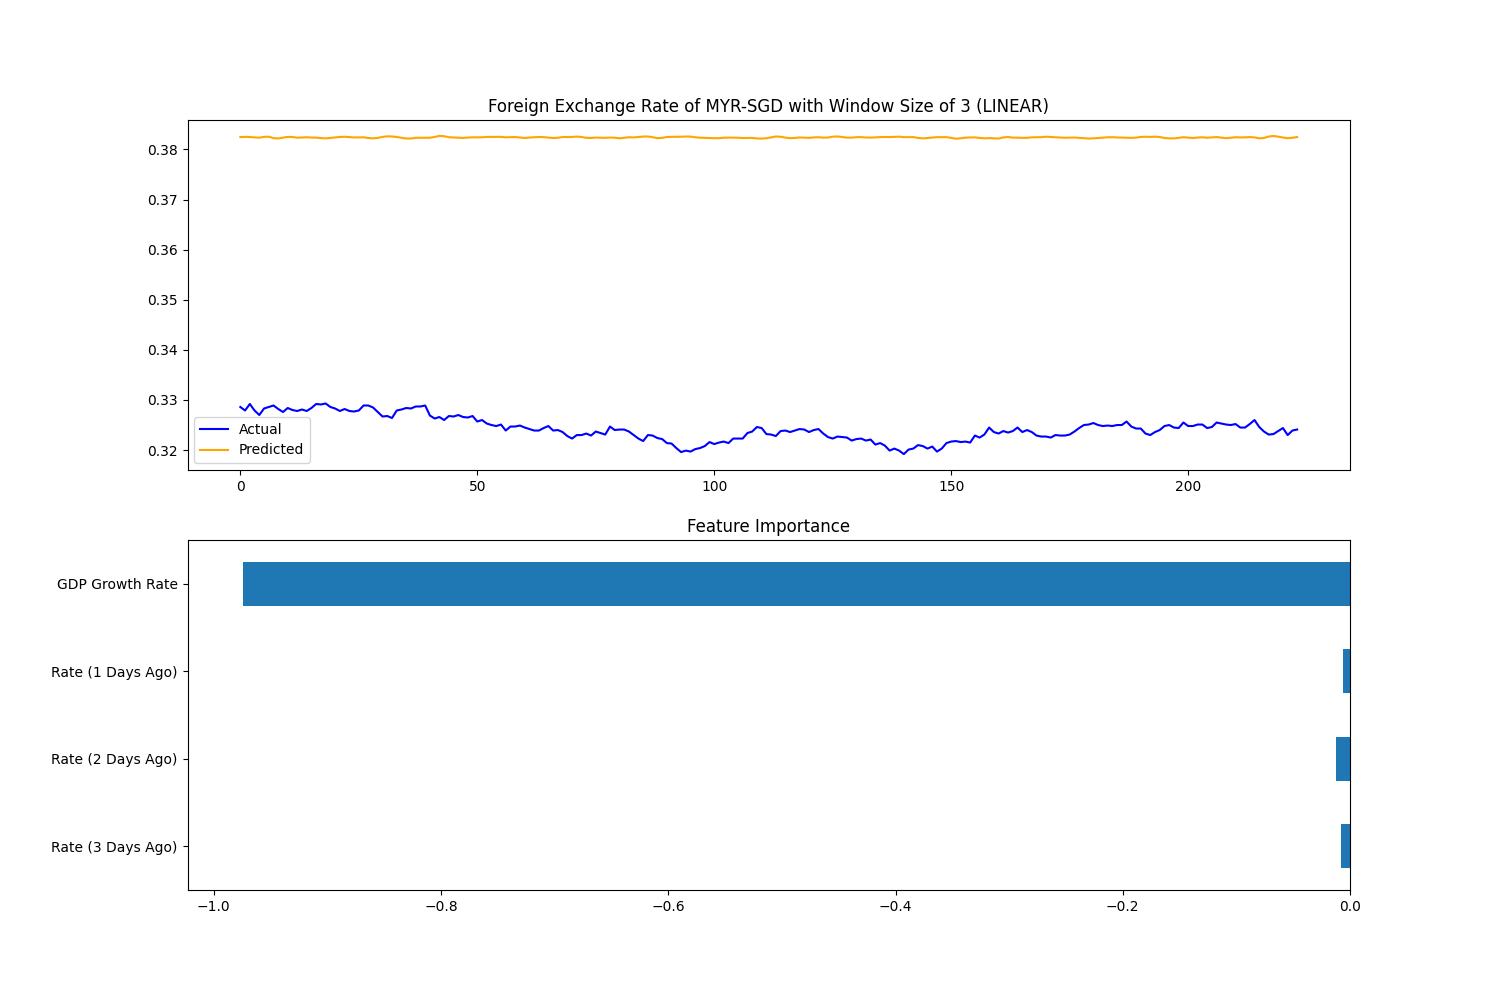 Foreign Exchange Rate of MYR-SGD with Window Size of 3 (LINEAR)
0.38
0.37
0.36
0.35
0.34
0.33
0.32
Actual
Predicted
0 50 100 150 200
Feature Importance
GDP Growth Rate
Rate (1 Days Ago)
Rate (2 Days Ago)
Rate (3 Days Ago)
−1.0 −0.8 −0.6 −0.4 −0.2 0.0